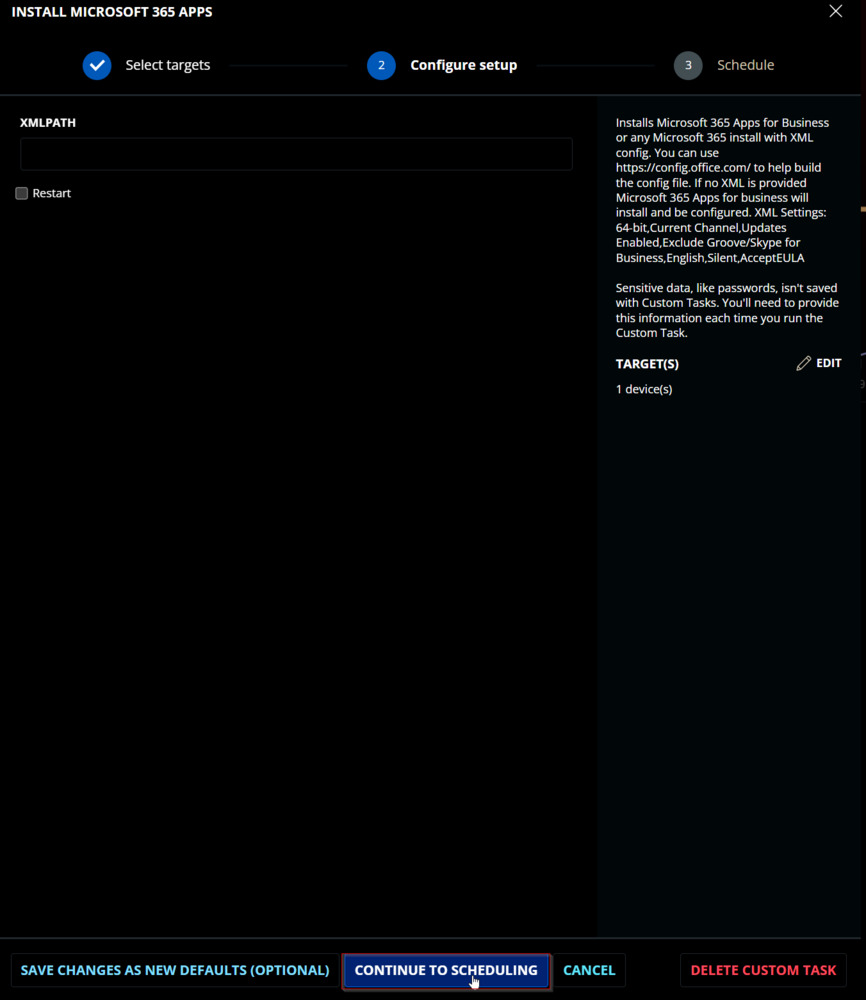 INSTALL MICROSOFT 365 APPS
Select targets
2
Configure setup
3
Schedule
XMLPATH
Restart
Installs Microsoft 365 Apps for Business
or any Microsoft 365 install with XML
config. You can use
https://config.office.com/ to help build
the config file. If no XML is provided
Microsoft 365 Apps for business will
install and be configured. XML Settings:
64-bit,Current Channel,Updates
Enabled,Exclude Groove/Skype for
Business,English,Silent,AcceptEULA
Sensitive data, like passwords, isn't saved
with Custom Tasks. You'll need to provide
this information each time you run the
Custom Task.
TARGET(S)
EDIT
1 device(s)
SAVE CHANGES AS NEW DEFAULTS (OPTIONAL)
CONTINUE TO SCHEDULING
CANCEL
DELETE CUSTOM TASK